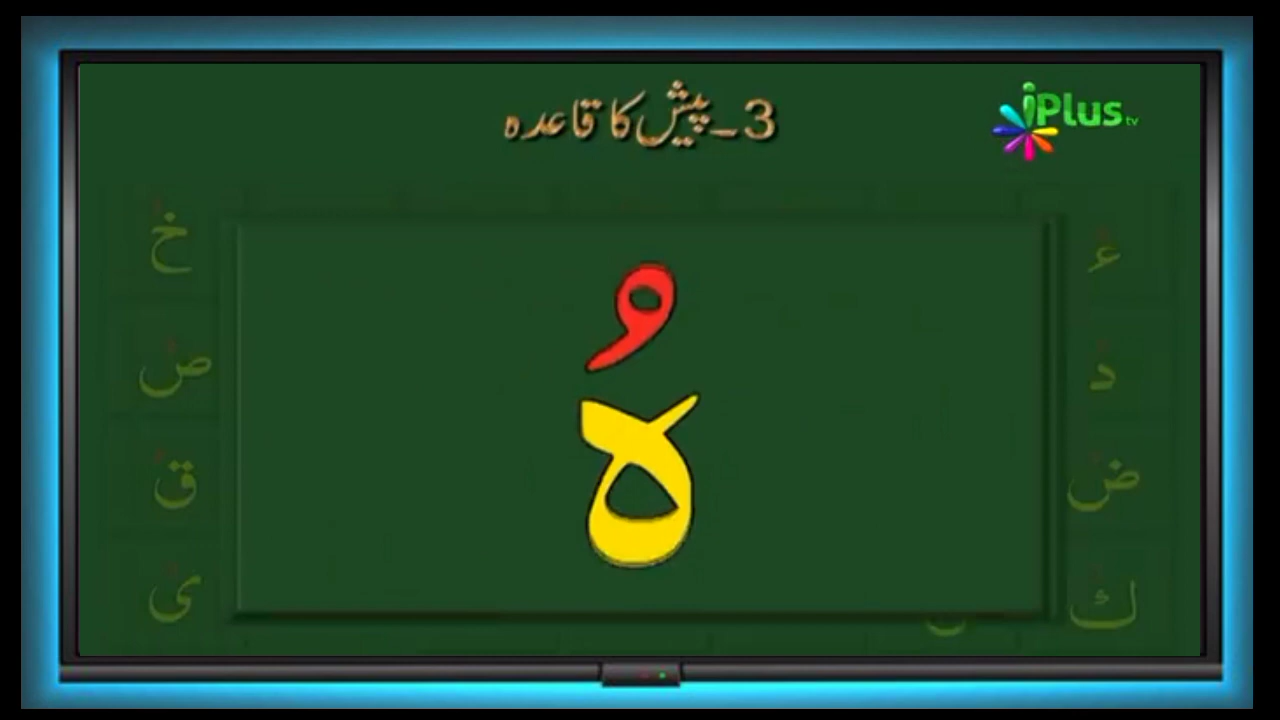 3۔ پیش کا قاعدہ
iPlus tv
خُ ءُ
هُ
صُ دُ
قُ ضُ
یُ كُ